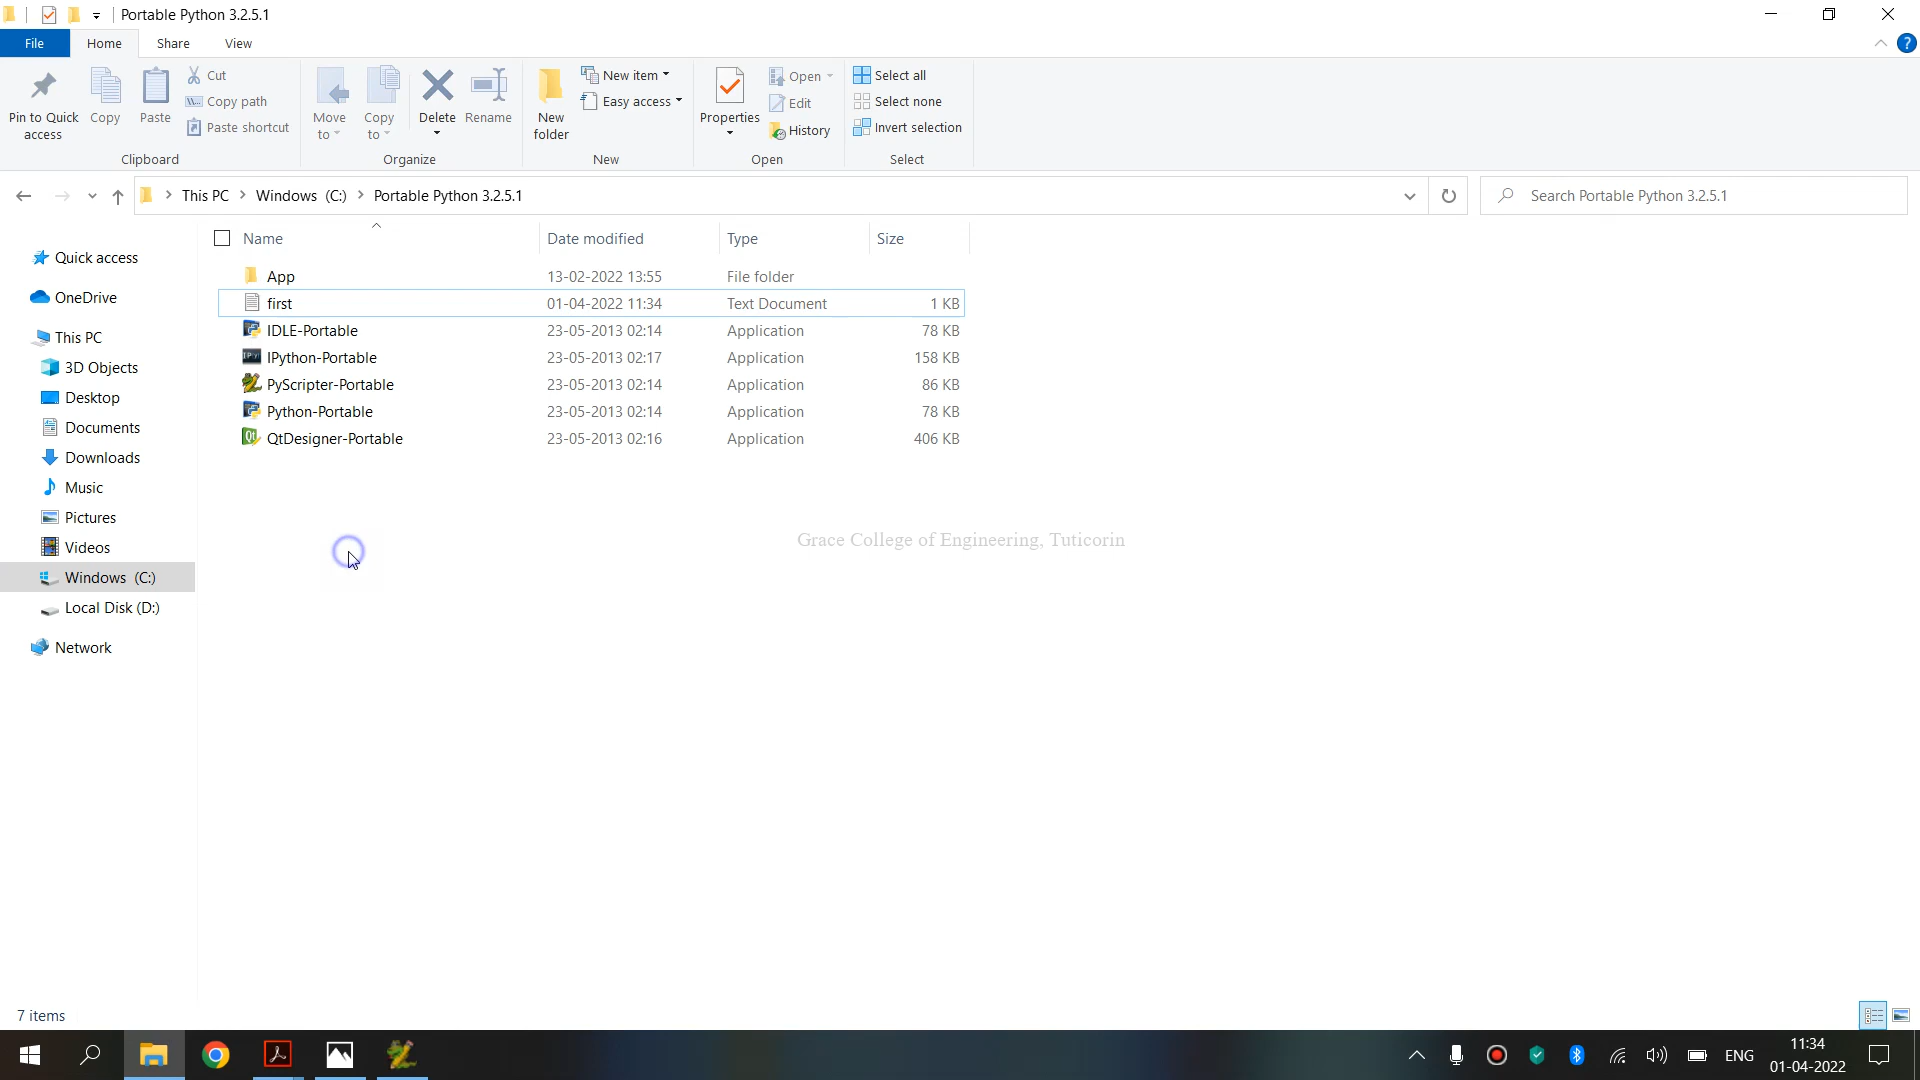 Portable Python 3.2.5.1
File Home Share View
Pin to Quick access
Copy
Paste
Cut
Copy path
Paste shortcut
Clipboard
Move to
Copy to
Delete
Rename
Organize
New folder
New item
Easy access
New
Properties
Open
Edit
History
Open
Select all
Select none
Invert selection
Select
This PC > Windows (C:) > Portable Python 3.2.5.1
Search Portable Python 3.2.5.1
Quick access
OneDrive
This PC
3D Objects
Desktop
Documents
Downloads
Music
Pictures
Videos
Windows (C:)
Local Disk (D:)
Network
Name Date modified Type Size
App 13-02-2022 13:55 File folder
first 01-04-2022 11:34 Text Document 1 KB
IDLE-Portable 23-05-2013 02:14 Application 78 KB
IPython-Portable 23-05-2013 02:17 Application 158 KB
PyScripter-Portable 23-05-2013 02:14 Application 86 KB
Python-Portable 23-05-2013 02:14 Application 78 KB
QtDesigner-Portable 23-05-2013 02:16 Application 406 KB
Grace College of Engineering, Tuticorin
7 items
ENG
11:34
01-04-2022